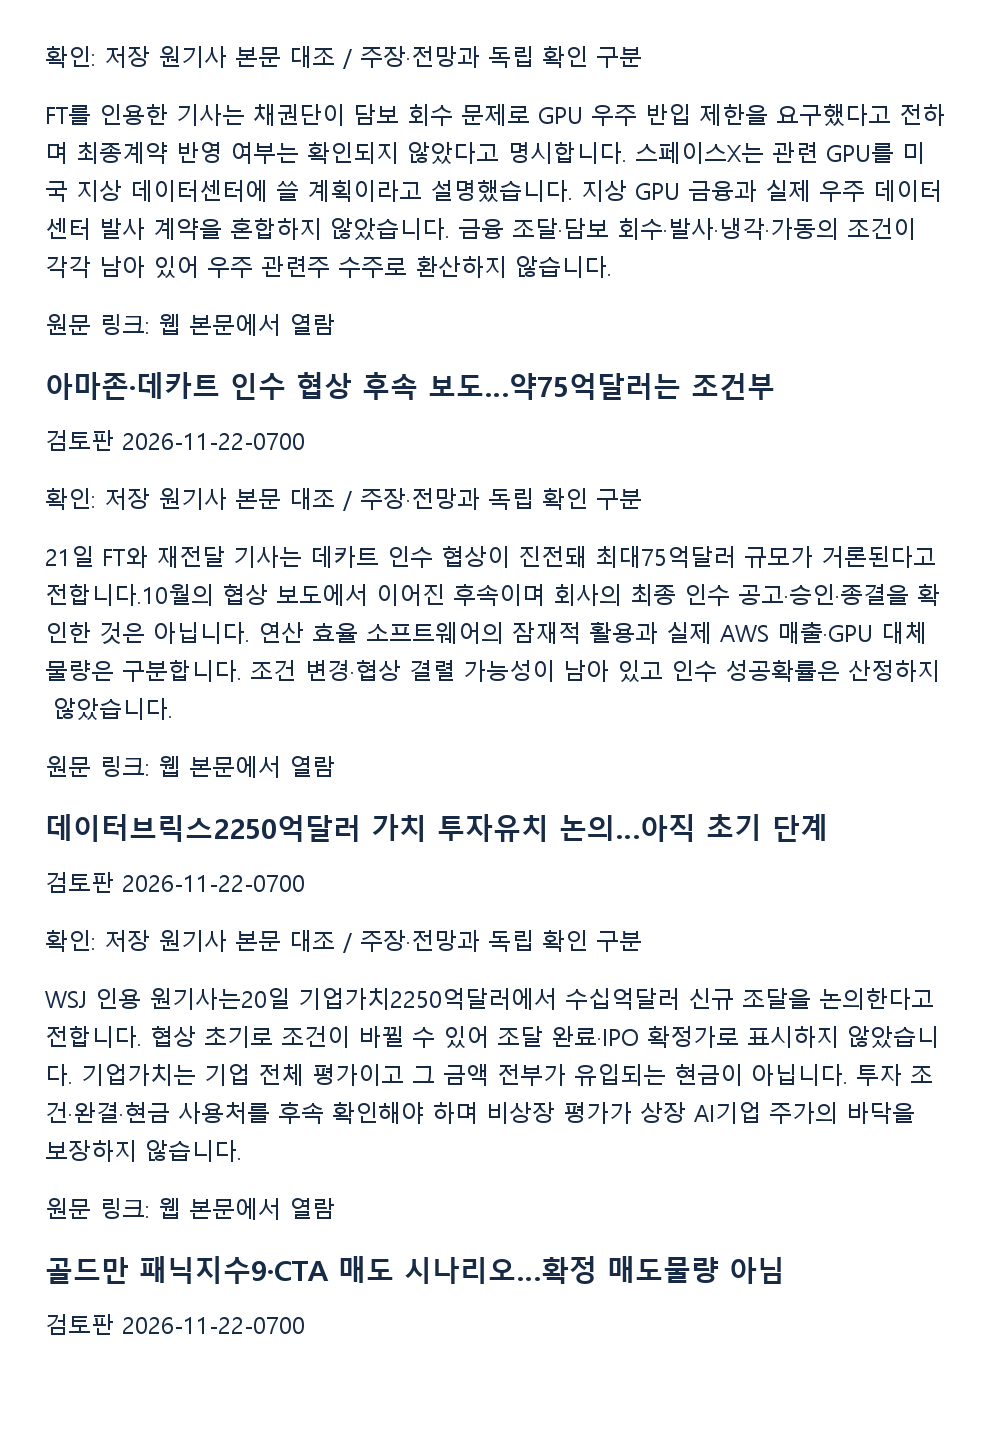 확인: 저장 원기사 본문 대조 / 주장·전망과 독립 확인 구분
FT를 인용한 기사는 채권단이 담보 회수 문제로 GPU 우주 반입 제한을 요구했다고 전하
며 최종계약 반영 여부는 확인되지 않았다고 명시합니다. 스페이스X는 관련 GPU를 미
국 지상 데이터센터에 쓸 계획이라고 설명했습니다. 지상 GPU 금융과 실제 우주 데이터
센터 발사 계약을 혼합하지 않았습니다. 금융 조달·담보 회수·발사·냉각·가동의 조건이
각각 남아 있어 우주 관련주 수주로 환산하지 않습니다.
원문 링크: 웹 본문에서 열람
아마존·데카트 인수 협상 후속 보도...약75억달러는 조건부
검토판 2026-11-22-0700
확인: 저장 원기사 본문 대조 / 주장·전망과 독립 확인 구분
21일 FT와 재전달 기사는 데카트 인수 협상이 진전돼 최대75억달러 규모가 거론된다고
전합니다.10월의 협상 보도에서 이어진 후속이며 회사의 최종 인수 공고·승인·종결을 확
인한 것은 아닙니다. 연산 효율 소프트웨어의 잠재적 활용과 실제 AWS 매출·GPU 대체
물량은 구분합니다. 조건 변경·협상 결렬 가능성이 남아 있고 인수 성공확률은 산정하지
않았습니다.
원문 링크: 웹 본문에서 열람
데이터브릭스2250억달러 가치 투자유치 논의...아직 초기 단계
검토판 2026-11-22-0700
확인: 저장 원기사 본문 대조 / 주장·전망과 독립 확인 구분
WSJ 인용 원기사는20일 기업가치2250억달러에서 수십억달러 신규 조달을 논의한다고
전합니다. 협상 초기로 조건이 바뀔 수 있어 조달 완료·IPO 확정가로 표시하지 않았습니
다. 기업가치는 기업 전체 평가이고 그 금액 전부가 유입되는 현금이 아닙니다. 투자 조
건·완결·현금 사용처를 후속 확인해야 하며 비상장 평가가 상장 AI기업 주가의 바닥을
보장하지 않습니다.
원문 링크: 웹 본문에서 열람
골드만 패닉지수9·CTA 매도 시나리오...확정 매도물량 아님
검토판 2026-11-22-0700